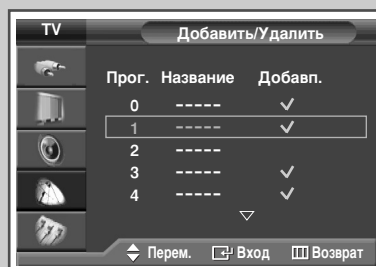 TV
Добавить/Удалить
Прог. Название Добавп.
0 -----
1 -----
2 -----
3 -----
4 -----
Перем. Вход Возврат